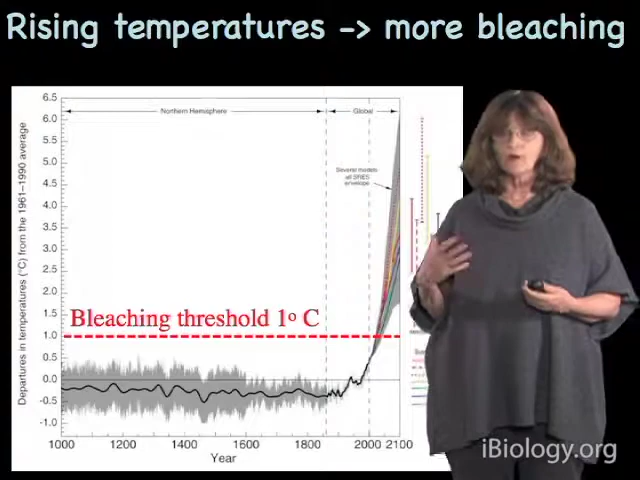 Rising temperatures -> more bleaching
6.5
6.0
5.5
5.0
4.5
4.0
3.5
3.0
2.5
2.0
1.5
1.0
0.5
0.0
-0.5
-1.0
Departures in temperatures (°C) from the 1961–1990 average
Northern Hemisphere
Global
Several models
all SRES
envelope
Bleaching threshold 1º C
1000 1200 1400 1600 1800 2000 2100
Year
iBiology.org